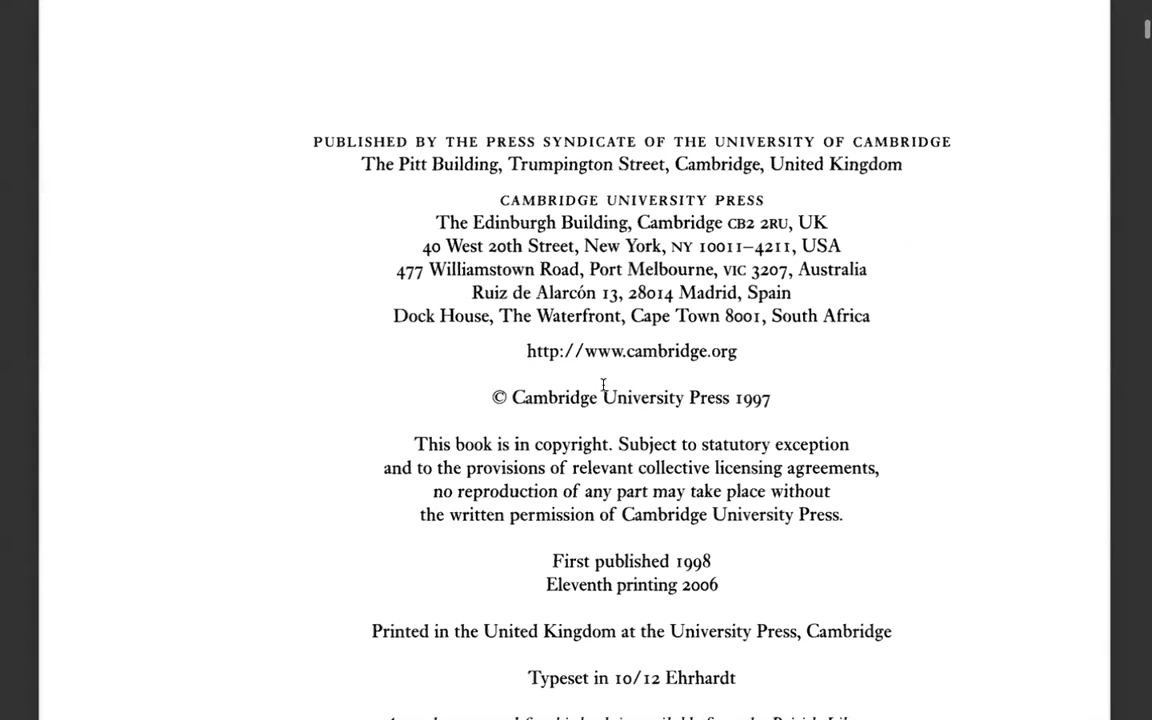 PUBLISHED BY THE PRESS SYNDICATE OF THE UNIVERSITY OF CAMBRIDGE
The Pitt Building, Trumpington Street, Cambridge, United Kingdom
CAMBRIDGE UNIVERSITY PRESS
The Edinburgh Building, Cambridge CB2 2RU, UK
40 West 20th Street, New York, NY 10011–4211, USA
477 Williamstown Road, Port Melbourne, VIC 3207, Australia
Ruiz de Alarcón 13, 28014 Madrid, Spain
Dock House, The Waterfront, Cape Town 8001, South Africa
http://www.cambridge.org
© Cambridge University Press 1997
This book is in copyright. Subject to statutory exception
and to the provisions of relevant collective licensing agreements,
no reproduction of any part may take place without
the written permission of Cambridge University Press.
First published 1998
Eleventh printing 2006
Printed in the United Kingdom at the University Press, Cambridge
Typeset in 10/12 Ehrhardt